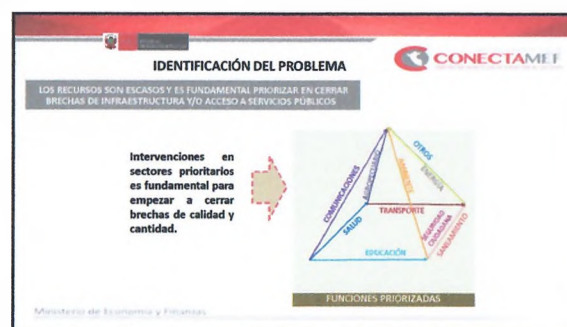 IDENTIFICACIÓN DEL PROBLEMA
CONECTAMEF
LOS RECURSOS SON ESCASOS Y ES FUNDAMENTAL PRIORIZAR EN CERRAR
BRECHAS DE INFRAESTRUCTURA Y/O ACCESO A SERVICIOS PÚBLICOS
Intervenciones en
sectores prioritarios
es fundamental para
empezar a cerrar
brechas de calidad y
cantidad.
COMUNICACIONES
AGROPECUARIO
AMBIENTE
OTROS
ENERGÍA
TRANSPORTE
SALUD
SEGURIDAD
CIUDADANA
SANEAMIENTO
EDUCACIÓN
FUNCIONES PRIORIZADAS
Ministerio de Economía y Finanzas